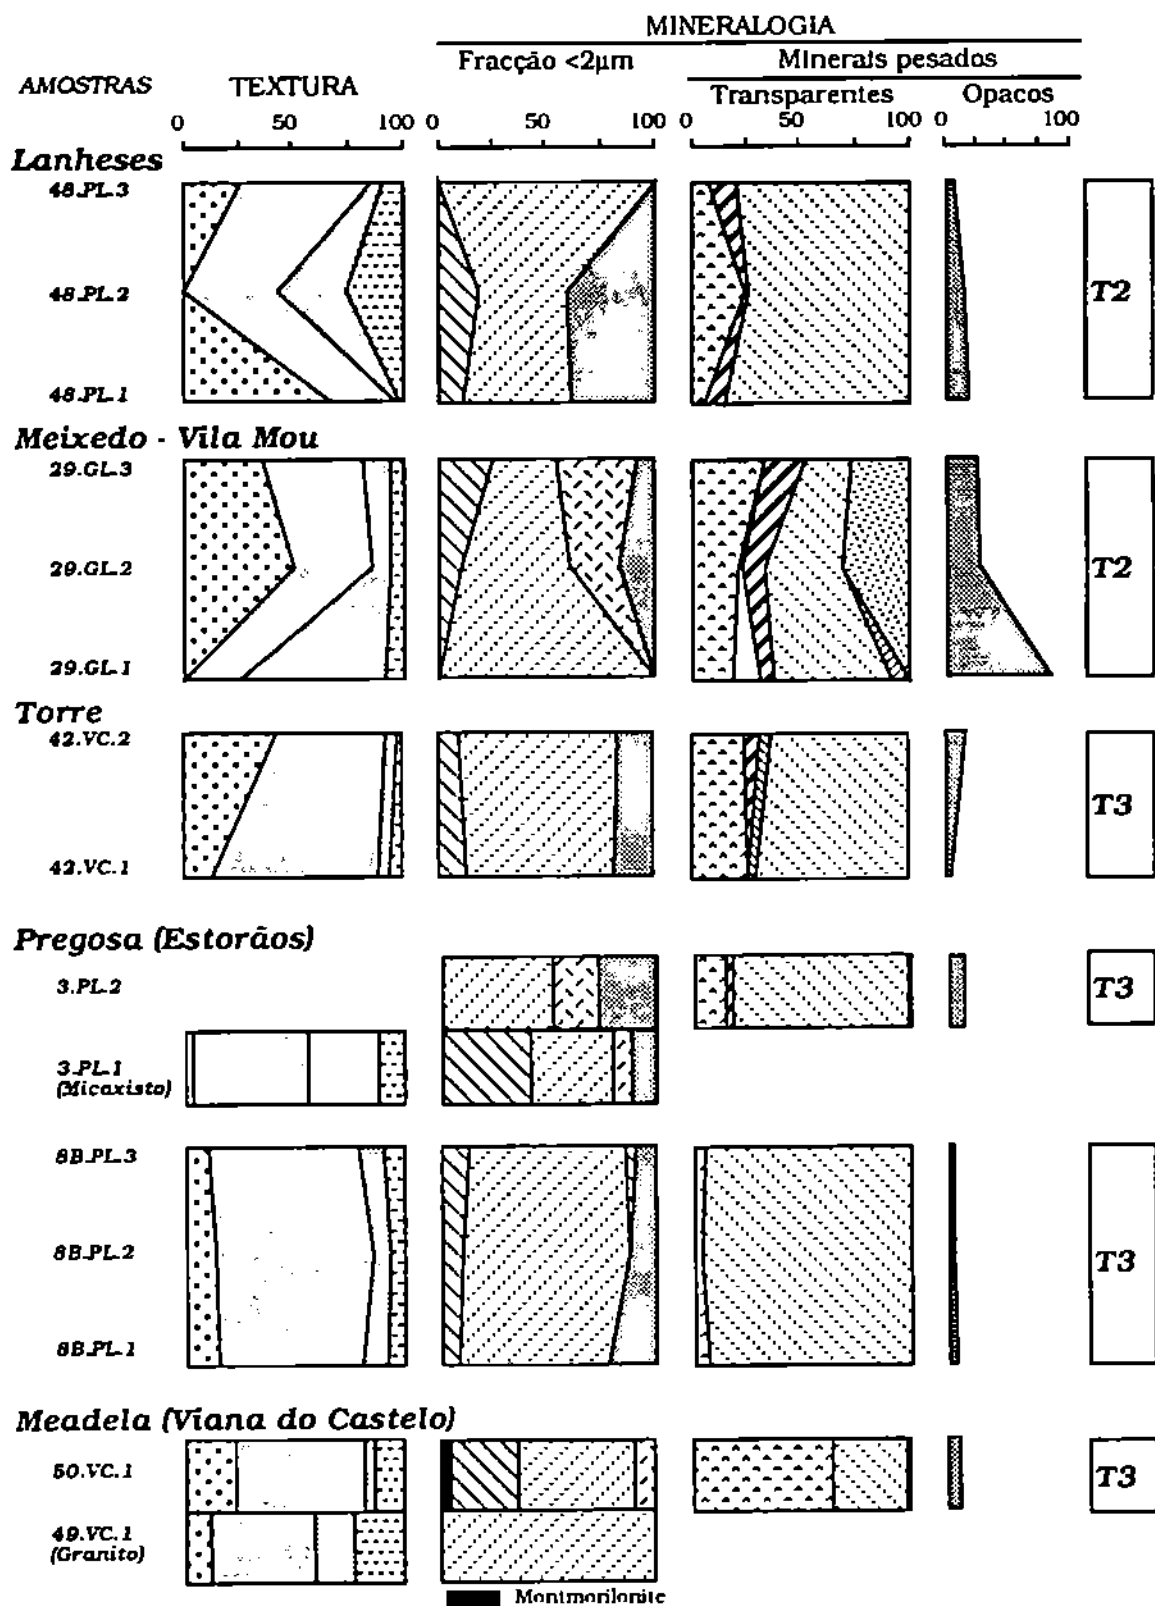 MINERALOGIA
Fracção <2µm Minerais pesados
AMOSTRAS TEXTURA Transparentes Opacos
0 50 100 0 50 100 0 50 100 0 100
Lanheses
48.PL.3
48.PL.2 T2
48.PL.1
Meixedo - Vila Mou
29.GL.3
29.GL.2 T2
29.GL.1
Torre
42.VC.2
T3
42.VC.1
Pregosa (Estorãos)
3.PL.2 T3
3.PL.1
(Micaxisto)
8B.PL.3
8B.PL.2 T3
8B.PL.1
Meadela (Viana do Castelo)
50.VC.1 T3
49.VC.1
(Granito)
Montmorilonite